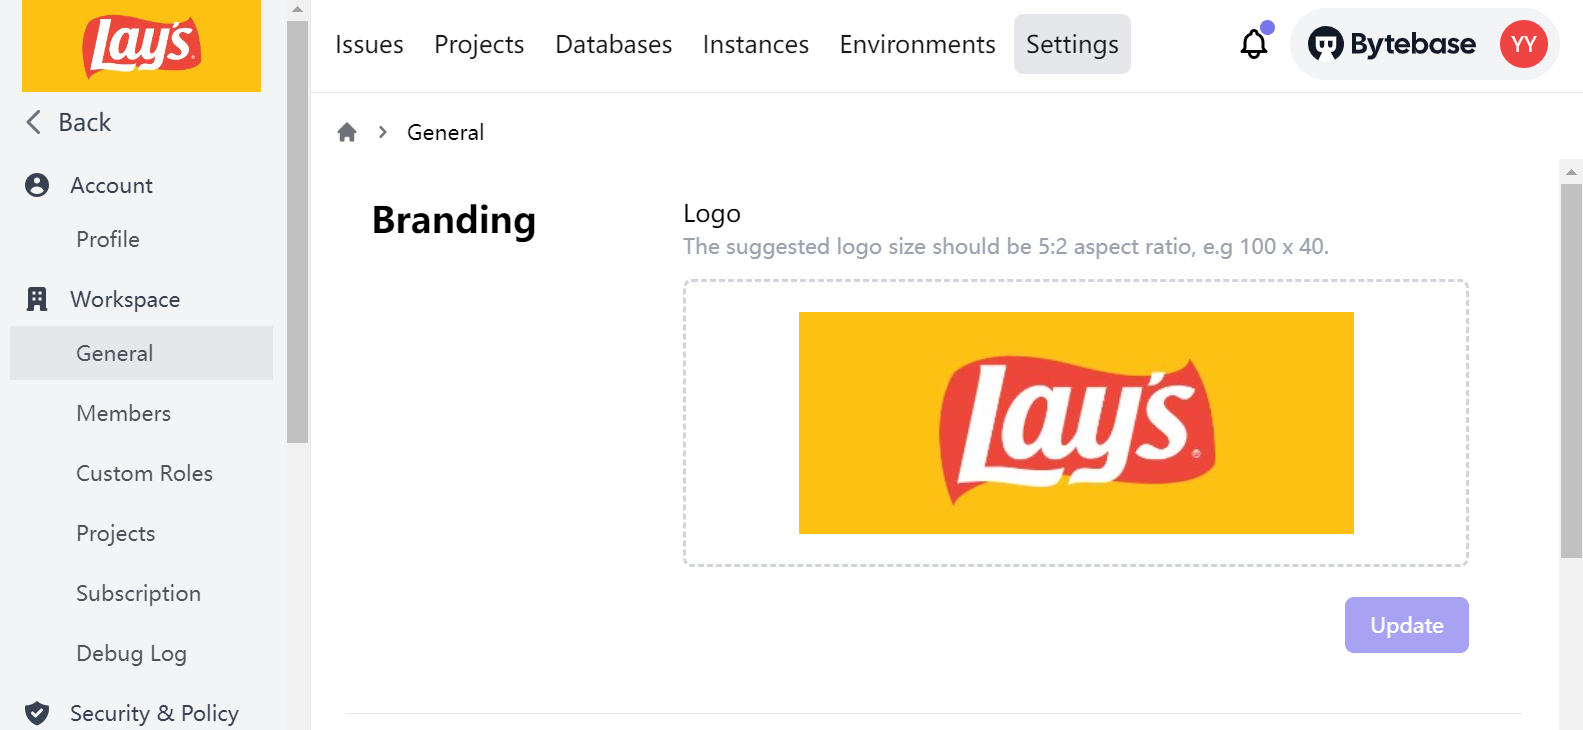 Lay's
Issues Projects Databases Instances Environments Settings Bytebase YY
Back
Account
Profile
Workspace
General
Members
Custom Roles
Projects
Subscription
Debug Log
Security & Policy
General
Branding
Logo
The suggested logo size should be 5:2 aspect ratio, e.g 100 x 40.
Lay's®
Update